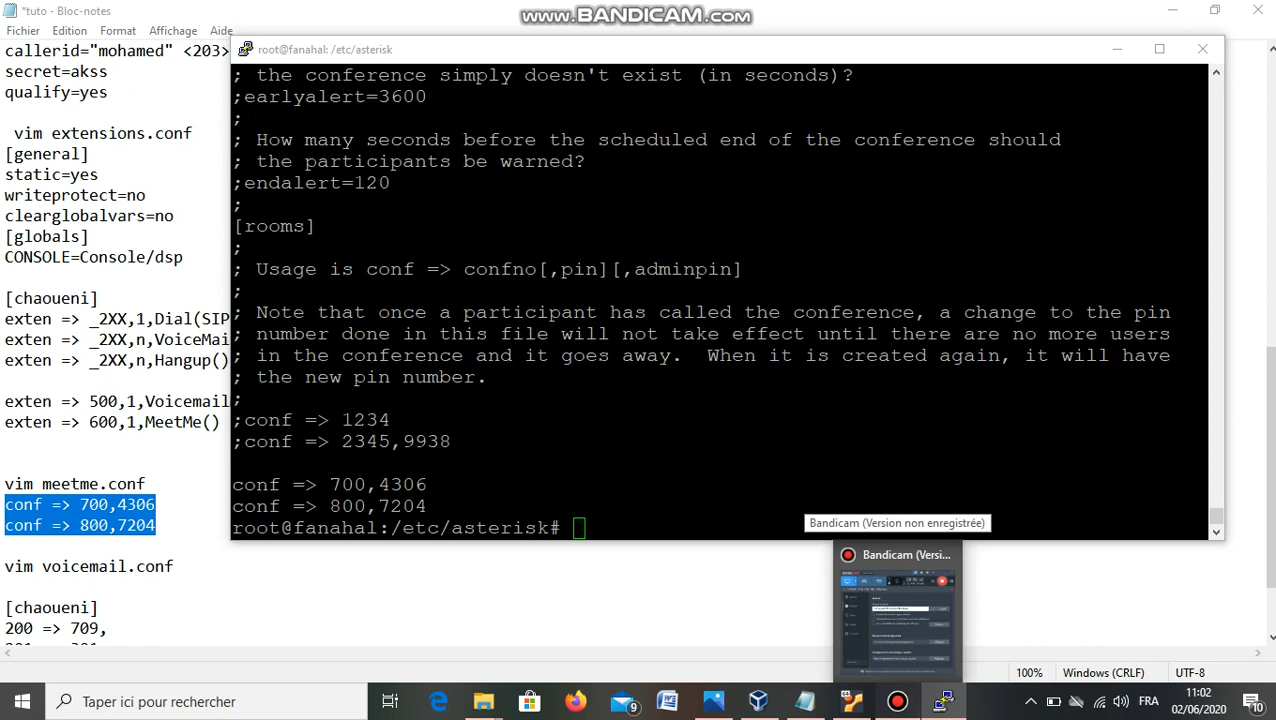 *tuto - Bloc-notes
www.BANDICAM.com
Fichier Edition Format Affichage Aide
callerid="mohamed" <203>
secret=akss
qualify=yes
vim extensions.conf
[general]
static=yes
writeprotect=no
clearglobalvars=no
[globals]
CONSOLE=Console/dsp
[chaoueni]
exten => _2XX,1,Dial(SIP
exten => _2XX,n,VoiceMai
exten => _2XX,n,Hangup()
exten => 500,1,Voicemail
exten => 600,1,MeetMe()
vim meetme.conf
conf => 700,4306
conf => 800,7204
vim voicemail.conf
[chaoueni]
root@fanahal: /etc/asterisk
; the conference simply doesn't exist (in seconds)?
;earlyalert=3600
;
; How many seconds before the scheduled end of the conference should
; the participants be warned?
;endalert=120
;
[rooms]
;
; Usage is conf => confno[,pin][,adminpin]
;
; Note that once a participant has called the conference, a change to the pin
; number done in this file will not take effect until there are no more users
; in the conference and it goes away.  When it is created again, it will have
; the new pin number.
;
;conf => 1234
;conf => 2345,9938
conf => 700,4306
conf => 800,7204
root@fanahal:/etc/asterisk#
Bandicam (Version non enregistrée)
Bandicam (Versi...
100% Windows (CRLF) UTF-8
Taper ici pour rechercher
9
FRA
11:02
02/06/2020
10